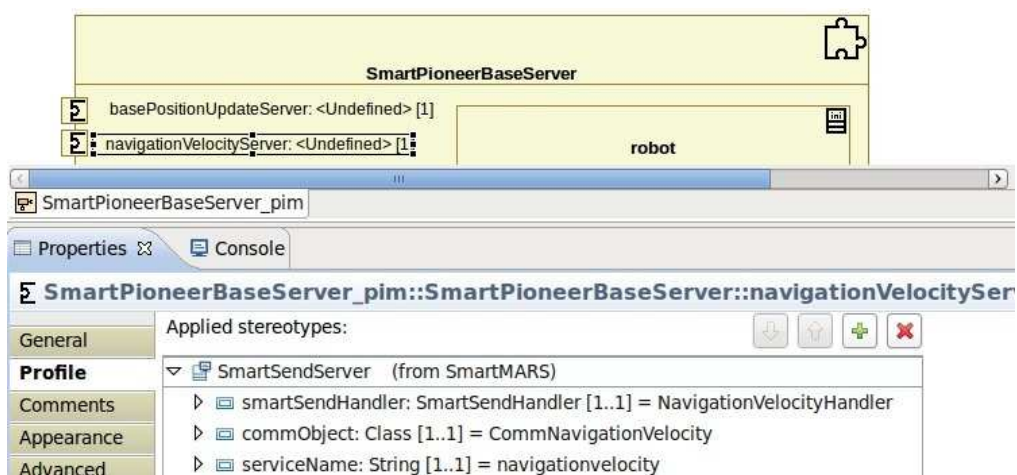 SmartPioneerBaseServer
basePositionUpdateServer: <Undefined> [1]
ini
navigationVelocityServer: <Undefined> [1
robot
SmartPioneerBaseServer_pim
Properties Console
SmartPioneerBaseServer_pim::SmartPioneerBaseServer::navigationVelocitySer
General
Applied stereotypes:
Profile
SmartSendServer (from SmartMARS)
Comments
smartSendHandler: SmartSendHandler [1..1] = NavigationVelocityHandler
Appearance
commObject: Class [1..1] = CommNavigationVelocity
Advanced
serviceName: String [1..1] = navigationvelocity